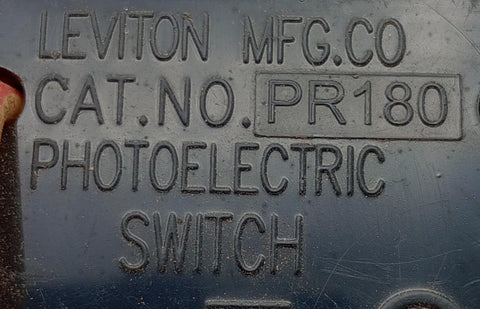 LEVITON MFG.CO
CAT.NO. PR180
PHOTOELECTRIC
SWITCH